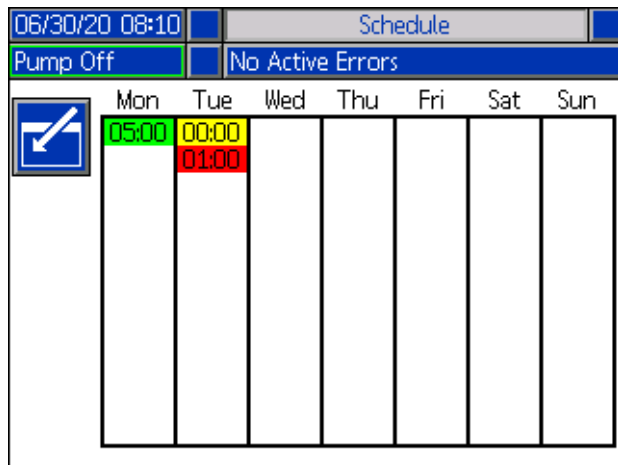 06/30/20 08:10 Schedule
Pump Off No Active Errors
Mon Tue Wed Thu Fri Sat Sun
05:00 00:00
01:00